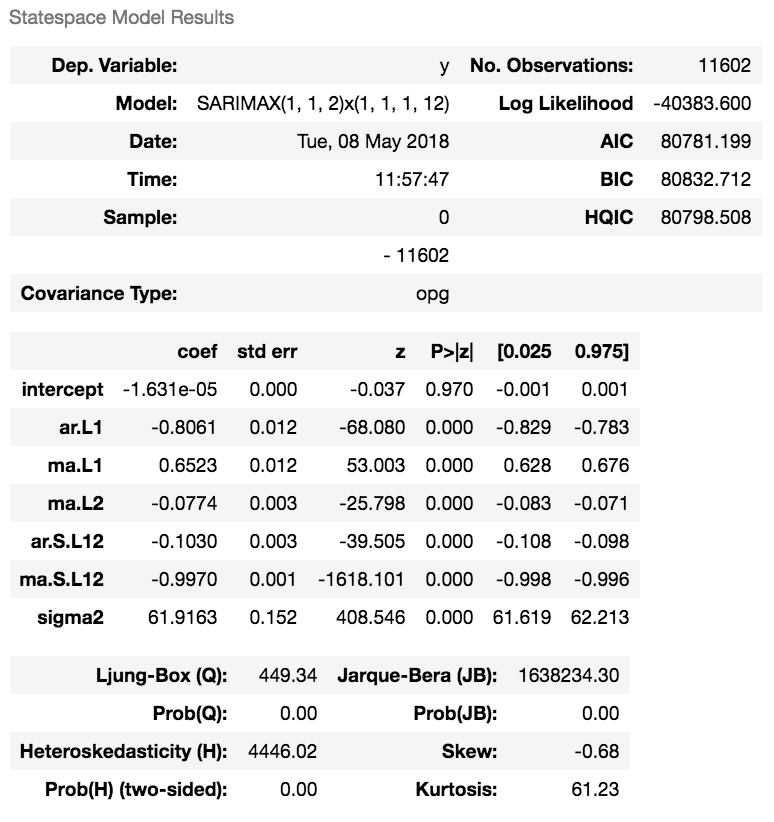 Statespace Model Results
Dep. Variable: y No. Observations: 11602
Model: SARIMAX(1, 1, 2)x(1, 1, 1, 12) Log Likelihood -40383.600
Date: Tue, 08 May 2018 AIC 80781.199
Time: 11:57:47 BIC 80832.712
Sample: 0 HQIC 80798.508
- 11602
Covariance Type: opg
coef std err z P>|z| [0.025 0.975]
intercept -1.631e-05 0.000 -0.037 0.970 -0.001 0.001
ar.L1 -0.8061 0.012 -68.080 0.000 -0.829 -0.783
ma.L1 0.6523 0.012 53.003 0.000 0.628 0.676
ma.L2 -0.0774 0.003 -25.798 0.000 -0.083 -0.071
ar.S.L12 -0.1030 0.003 -39.505 0.000 -0.108 -0.098
ma.S.L12 -0.9970 0.001 -1618.101 0.000 -0.998 -0.996
sigma2 61.9163 0.152 408.546 0.000 61.619 62.213
Ljung-Box (Q): 449.34 Jarque-Bera (JB): 1638234.30
Prob(Q): 0.00 Prob(JB): 0.00
Heteroskedasticity (H): 4446.02 Skew: -0.68
Prob(H) (two-sided): 0.00 Kurtosis: 61.23